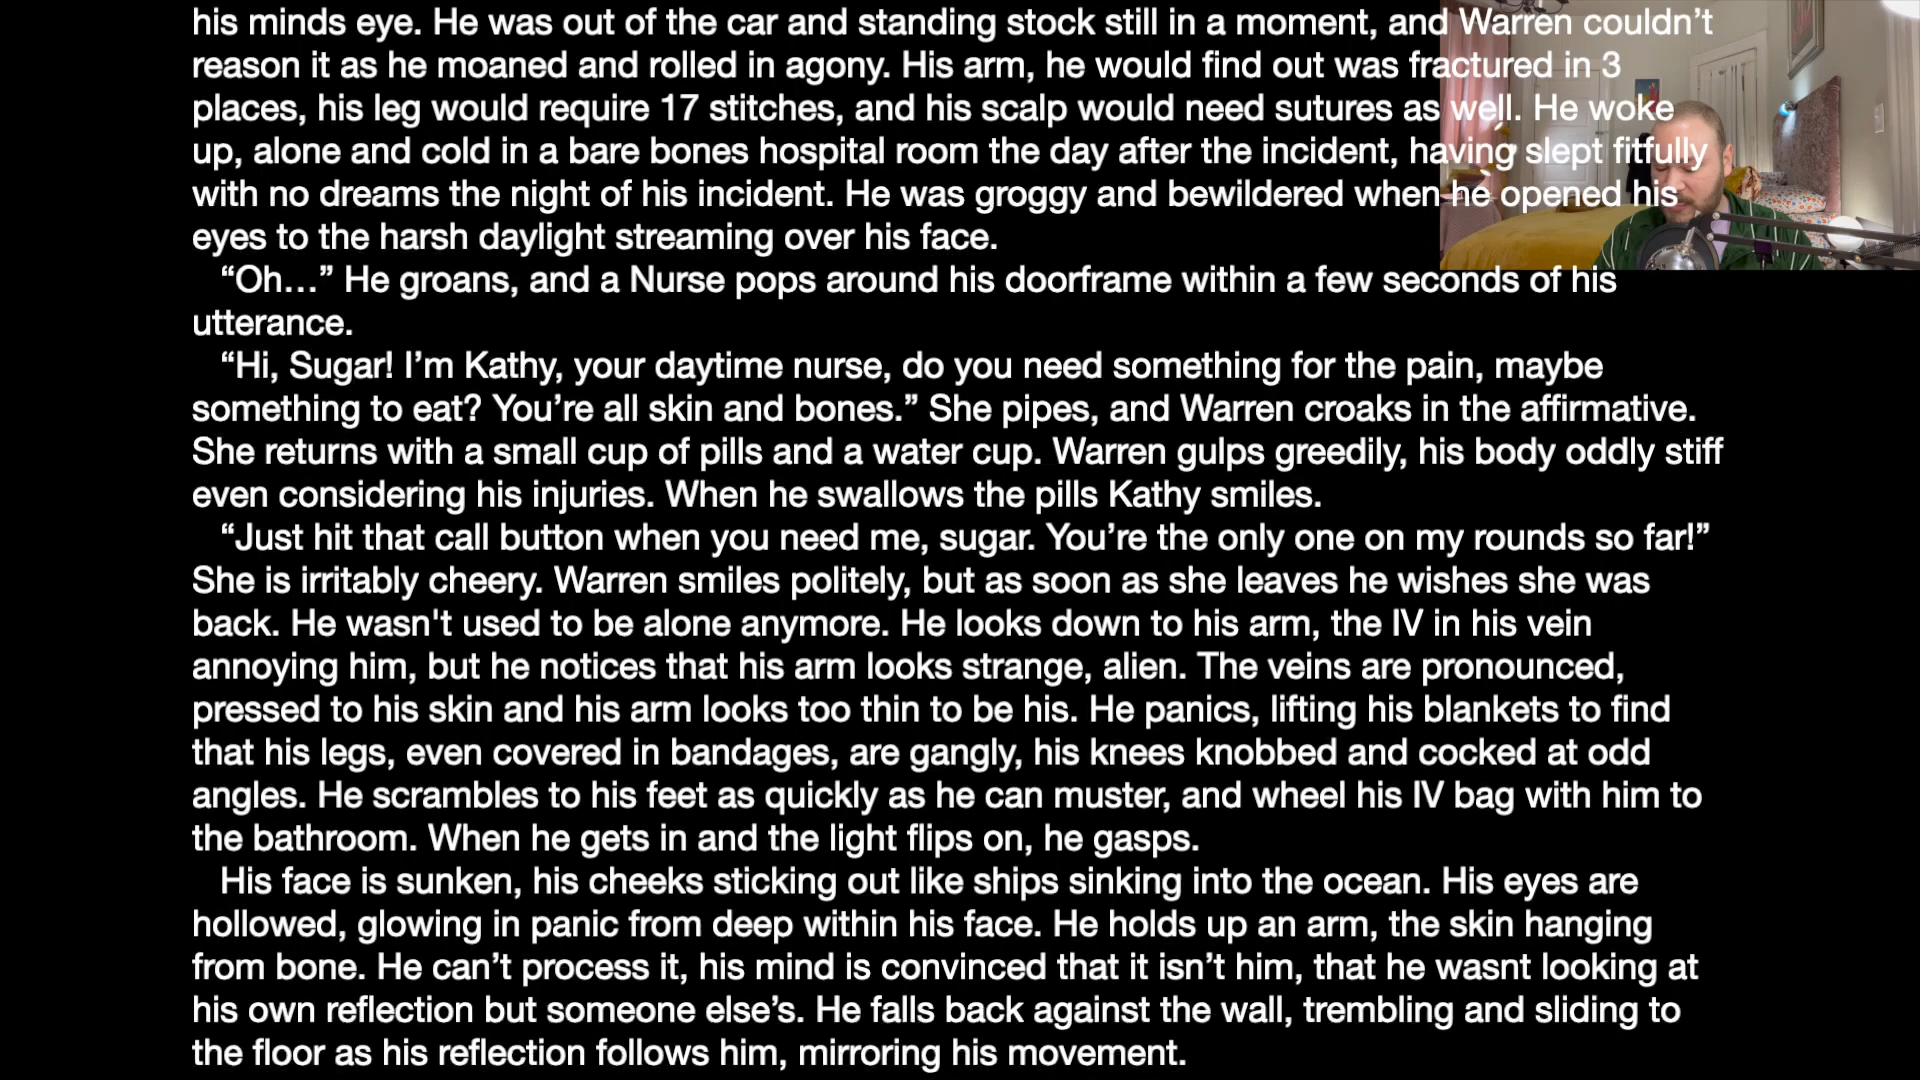 his minds eye. He was out of the car and standing stock still in a moment, and Warren couldn’t
reason it as he moaned and rolled in agony. His arm, he would find out was fractured in 3
places, his leg would require 17 stitches, and his scalp would need sutures as well. He woke
up, alone and cold in a bare bones hospital room the day after the incident, having slept fitfully
with no dreams the night of his incident. He was groggy and bewildered when he opened his
eyes to the harsh daylight streaming over his face.
“Oh…” He groans, and a Nurse pops around his doorframe within a few seconds of his
utterance.
“Hi, Sugar! I’m Kathy, your daytime nurse, do you need something for the pain, maybe
something to eat? You’re all skin and bones.” She pipes, and Warren croaks in the affirmative.
She returns with a small cup of pills and a water cup. Warren gulps greedily, his body oddly stiff
even considering his injuries. When he swallows the pills Kathy smiles.
“Just hit that call button when you need me, sugar. You’re the only one on my rounds so far!”
She is irritably cheery. Warren smiles politely, but as soon as she leaves he wishes she was
back. He wasn't used to be alone anymore. He looks down to his arm, the IV in his vein
annoying him, but he notices that his arm looks strange, alien. The veins are pronounced,
pressed to his skin and his arm looks too thin to be his. He panics, lifting his blankets to find
that his legs, even covered in bandages, are gangly, his knees knobbed and cocked at odd
angles. He scrambles to his feet as quickly as he can muster, and wheel his IV bag with him to
the bathroom. When he gets in and the light flips on, he gasps.
His face is sunken, his cheeks sticking out like ships sinking into the ocean. His eyes are
hollowed, glowing in panic from deep within his face. He holds up an arm, the skin hanging
from bone. He can’t process it, his mind is convinced that it isn’t him, that he wasnt looking at
his own reflection but someone else’s. He falls back against the wall, trembling and sliding to
the floor as his reflection follows him, mirroring his movement.